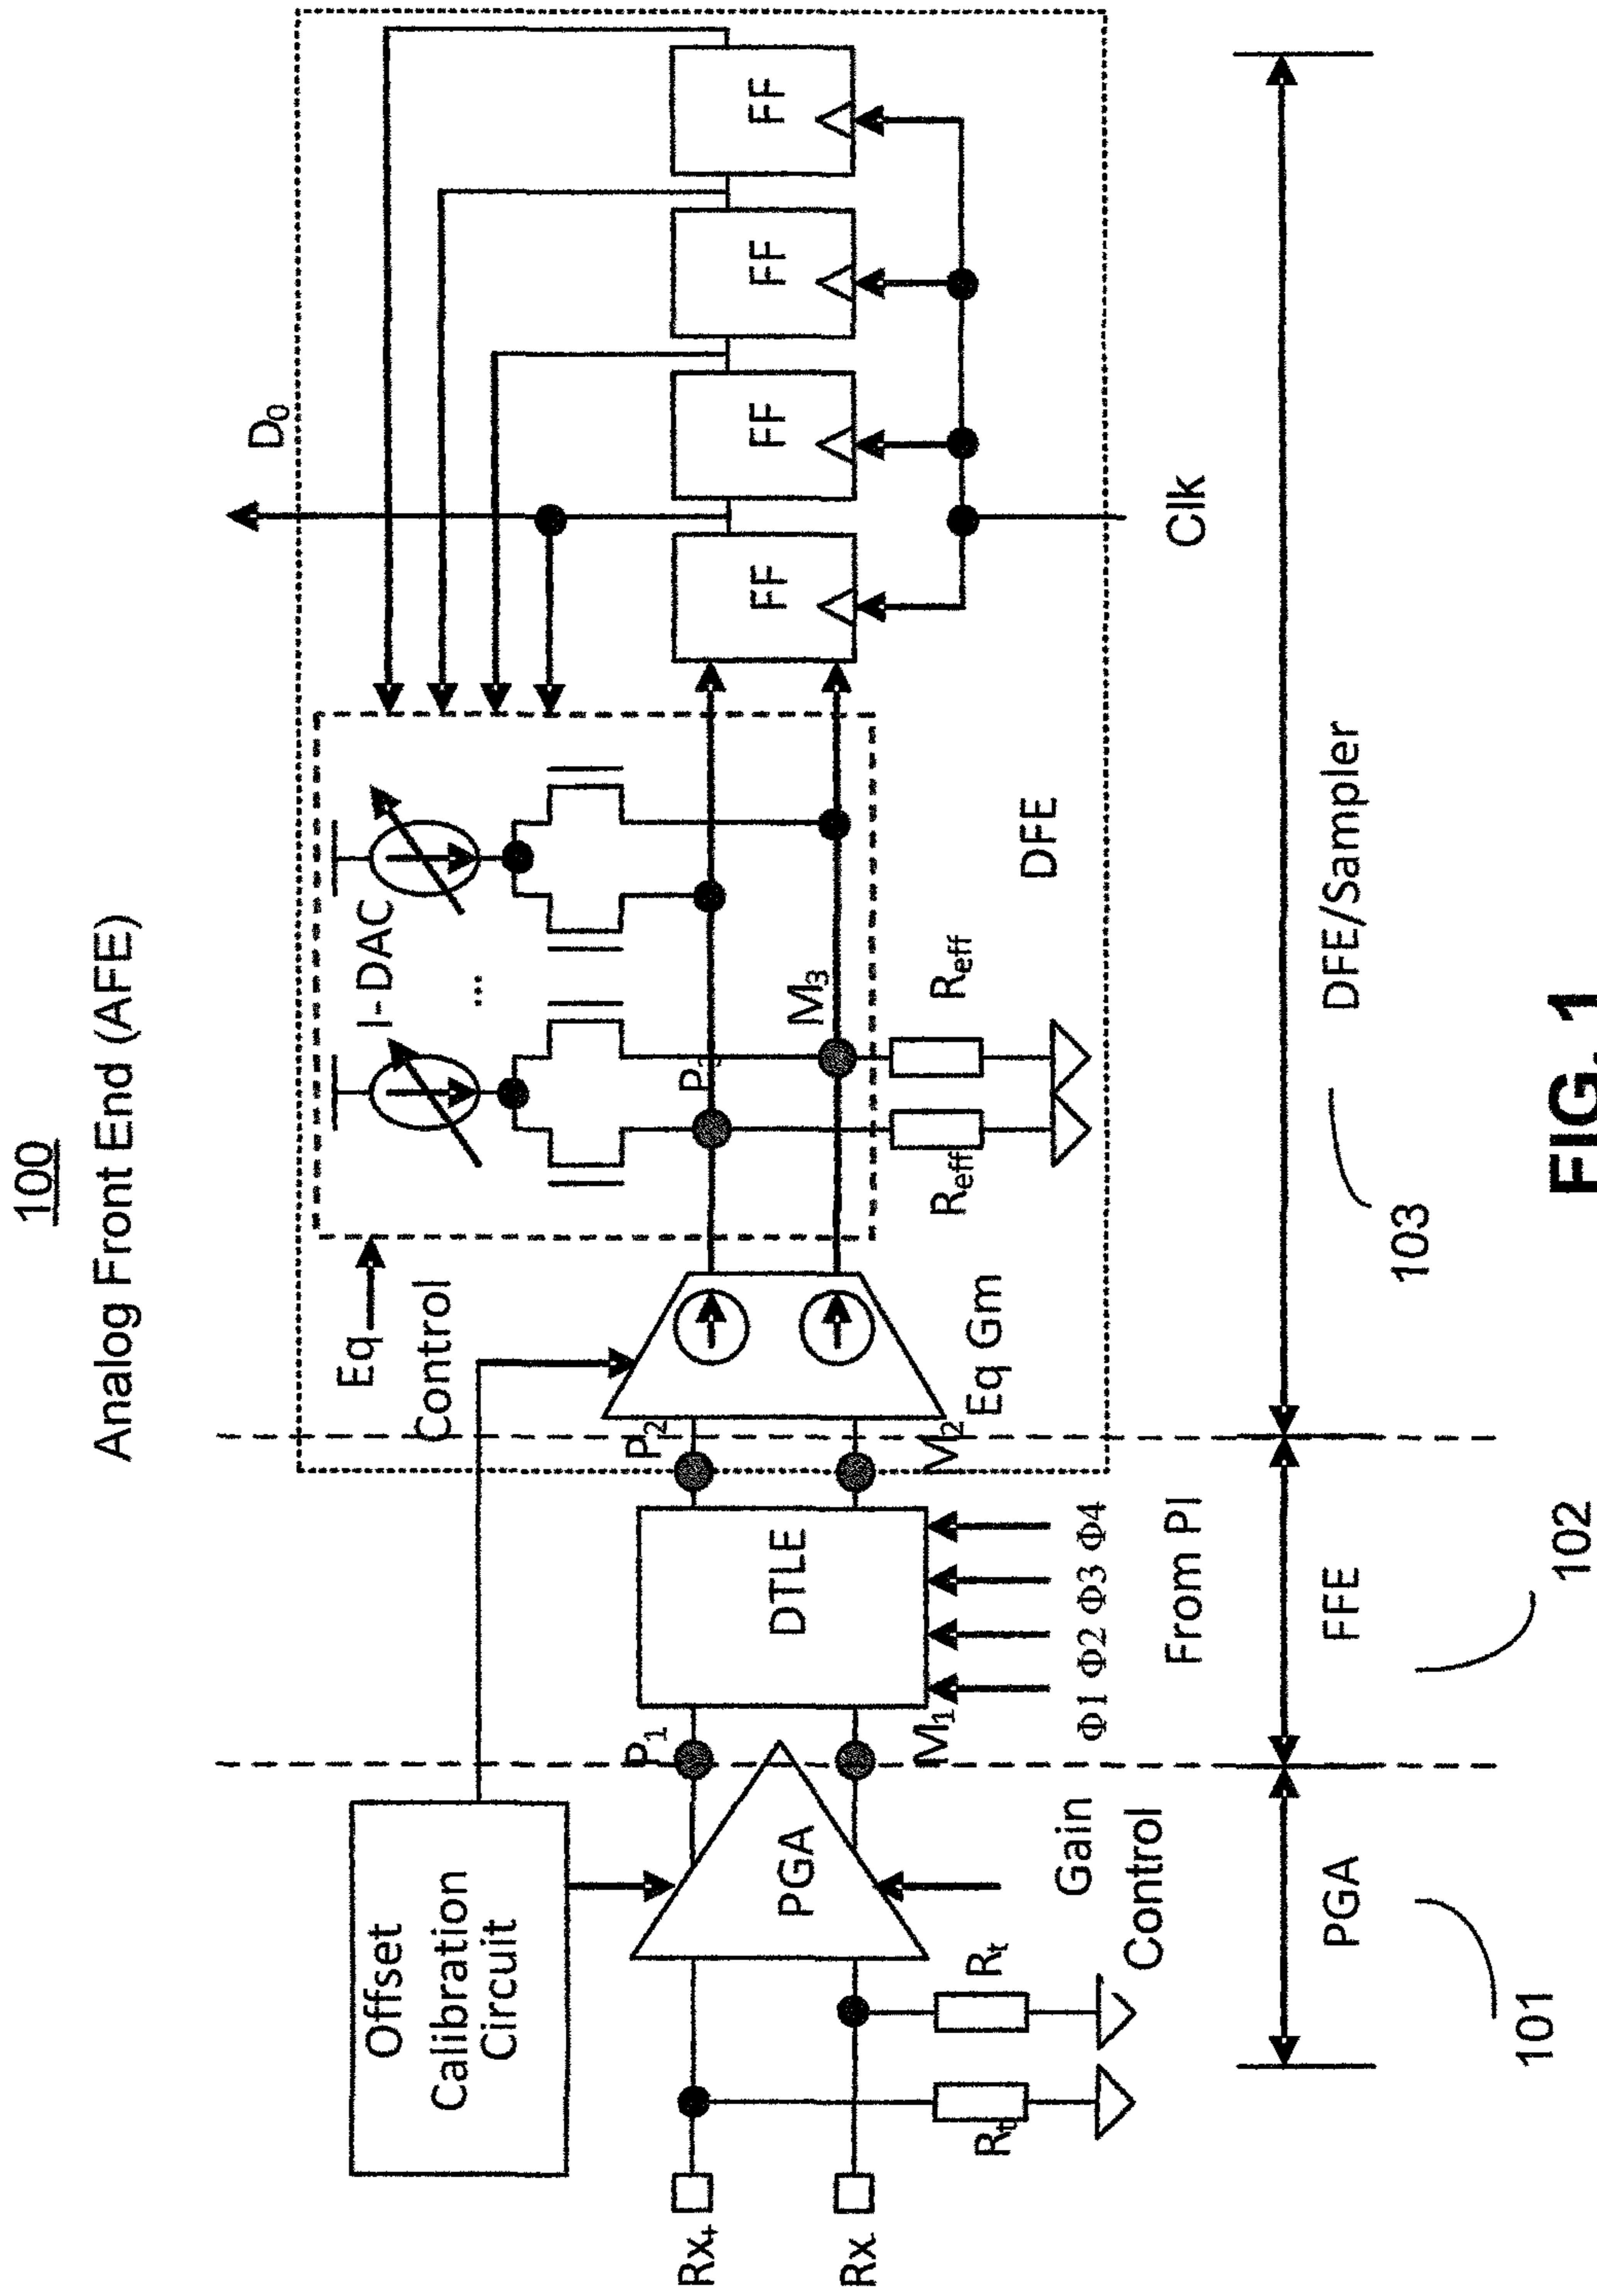 100
Analog Front End (AFE)
Offset
Calibration
Circuit
Eq
Control
I-DAC
...
D0
Rx+
Rx-
Rt
Rt
PGA
Gain
Control
P1
M1
DTLE
Φ1 Φ2 Φ3 Φ4
From PI
P2
M2
Eq Gm
P3
M3
Reff
Reff
DFE
FF
FF
FF
FF
Clk
PGA
FFE
DFE/Sampler
101
102
103
FIG. 1